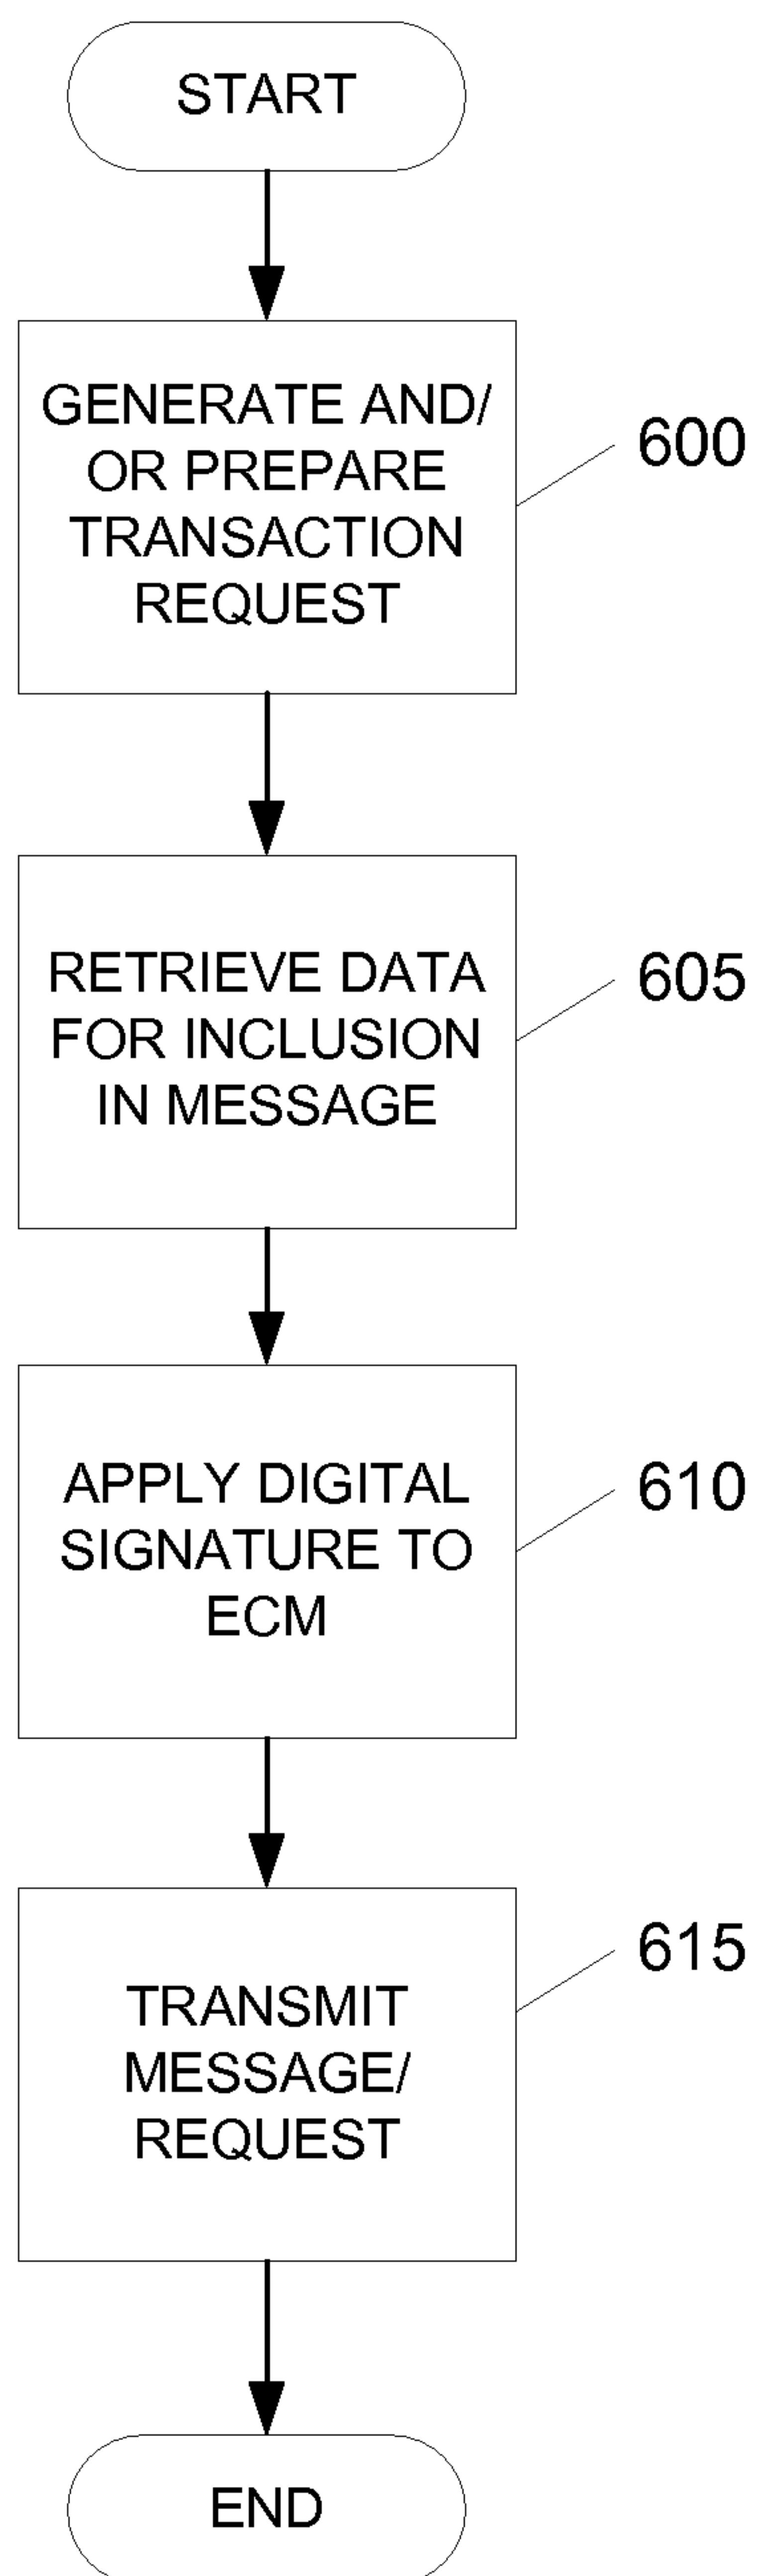 START
GENERATE AND/
OR PREPARE
TRANSACTION
REQUEST
600
RETRIEVE DATA
FOR INCLUSION
IN MESSAGE
605
APPLY DIGITAL
SIGNATURE TO
ECM
610
TRANSMIT
MESSAGE/
REQUEST
615
END